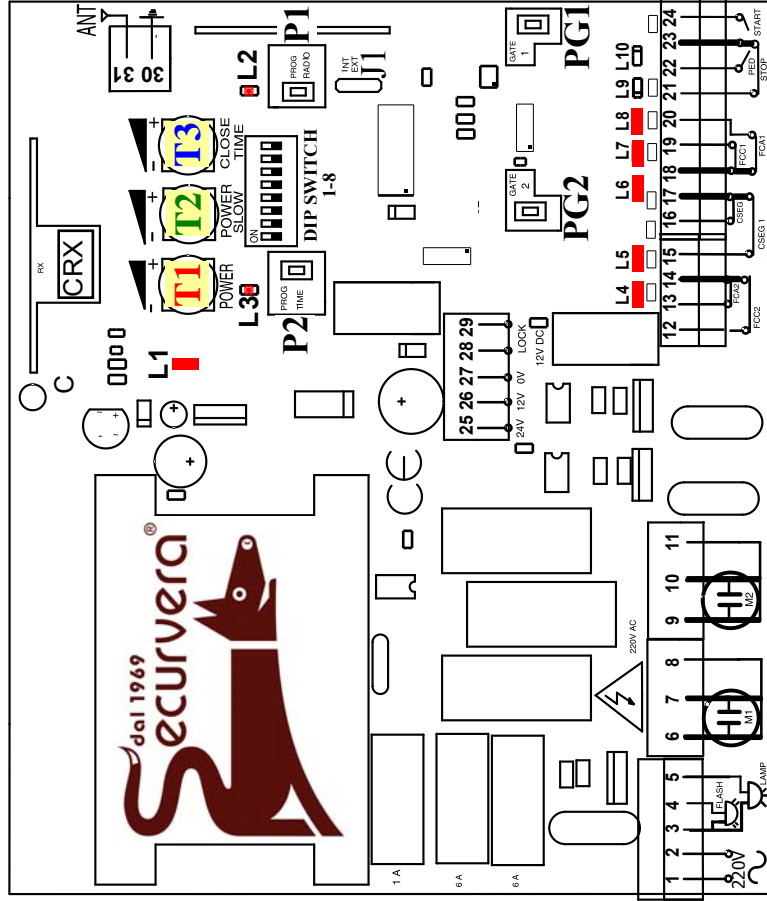 ANT
30 31
P1
PROG
RADIO
L2
INT
EXT
J1
GATE
1
PG1
T3
CLOSE
TIME
T2
POWER
SLOW
T1
POWER
- +
- +
- +
ON
DIP SWITCH
1-8
RX
CRX
L3
PROG
TIME
P2
GATE
2
PG2
L1
C
- + ~ ~
+
+
+
25 26 27 28 29
24V 12V 0V LOCK
12V DC
L4 L5 L6 L7 L8 L9 L10
12 13 14 15 16 17 18 19 20 21 22 23 24
FCC2
FCA2
CSEG 1
CSEG
FCC1
FCA1
PED
STOP
START
CE
dal 1969
ecurvera ®
1 A
6 A
6 A
220V AC
1 2 3 4 5
220V
FLASH
LAMP
6 7 8
M1
9 10 11
M2